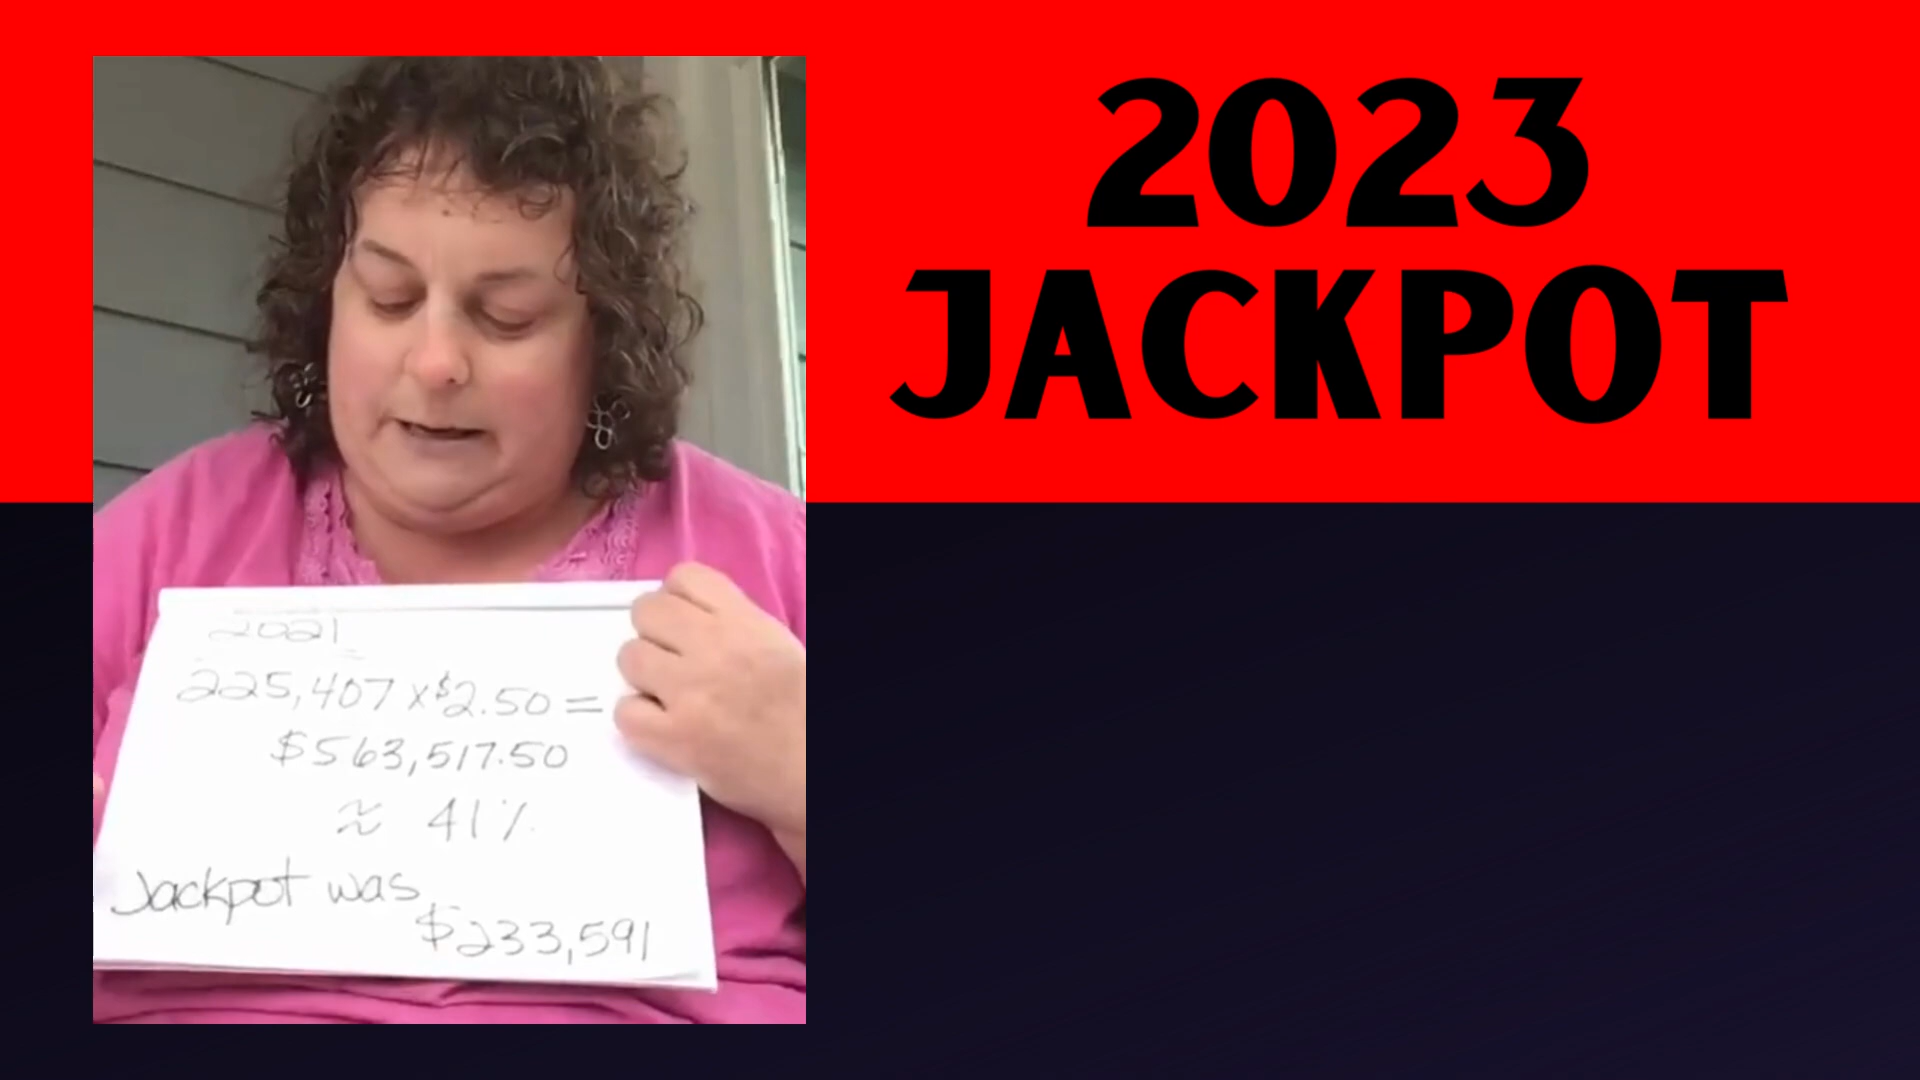 2023
JACKPOT
2021
225,407 x $2.50 =
$563,517.50
≈ 41%
Jackpot was
$233,591